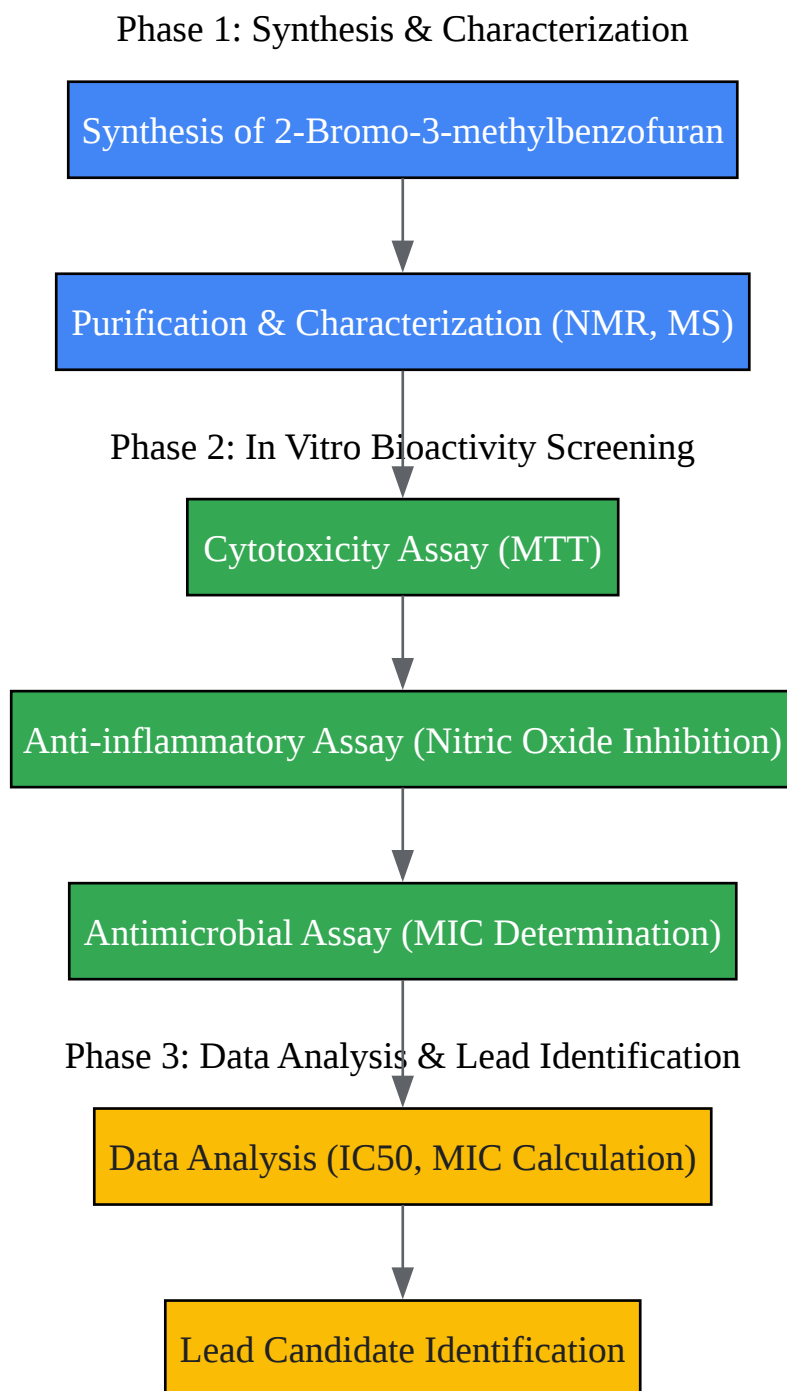 Phase 1: Synthesis & Characterization
Synthesis of 2-Bromo-3-methylbenzofuran
Purification & Characterization (NMR, MS)
Phase 2: In Vitro Bioactivity Screening
Cytotoxicity Assay (MTT)
Anti-inflammatory Assay (Nitric Oxide Inhibition)
Antimicrobial Assay (MIC Determination)
Phase 3: Data Analysis & Lead Identification
Data Analysis (IC50, MIC Calculation)
Lead Candidate Identification